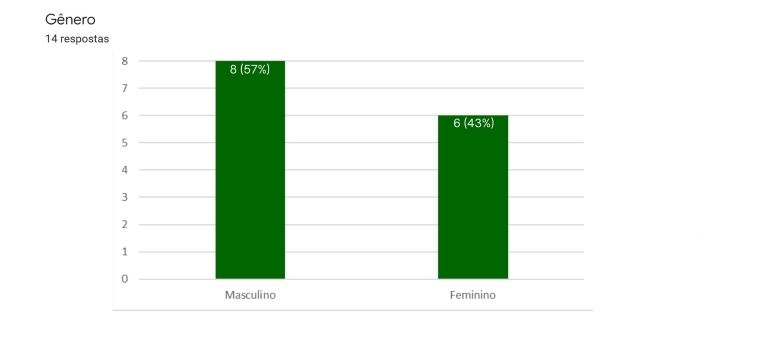 Gênero
14 respostas
8
8 (57%)
7
6
6 (43%)
5
4
3
2
1
0
Masculino
Feminino